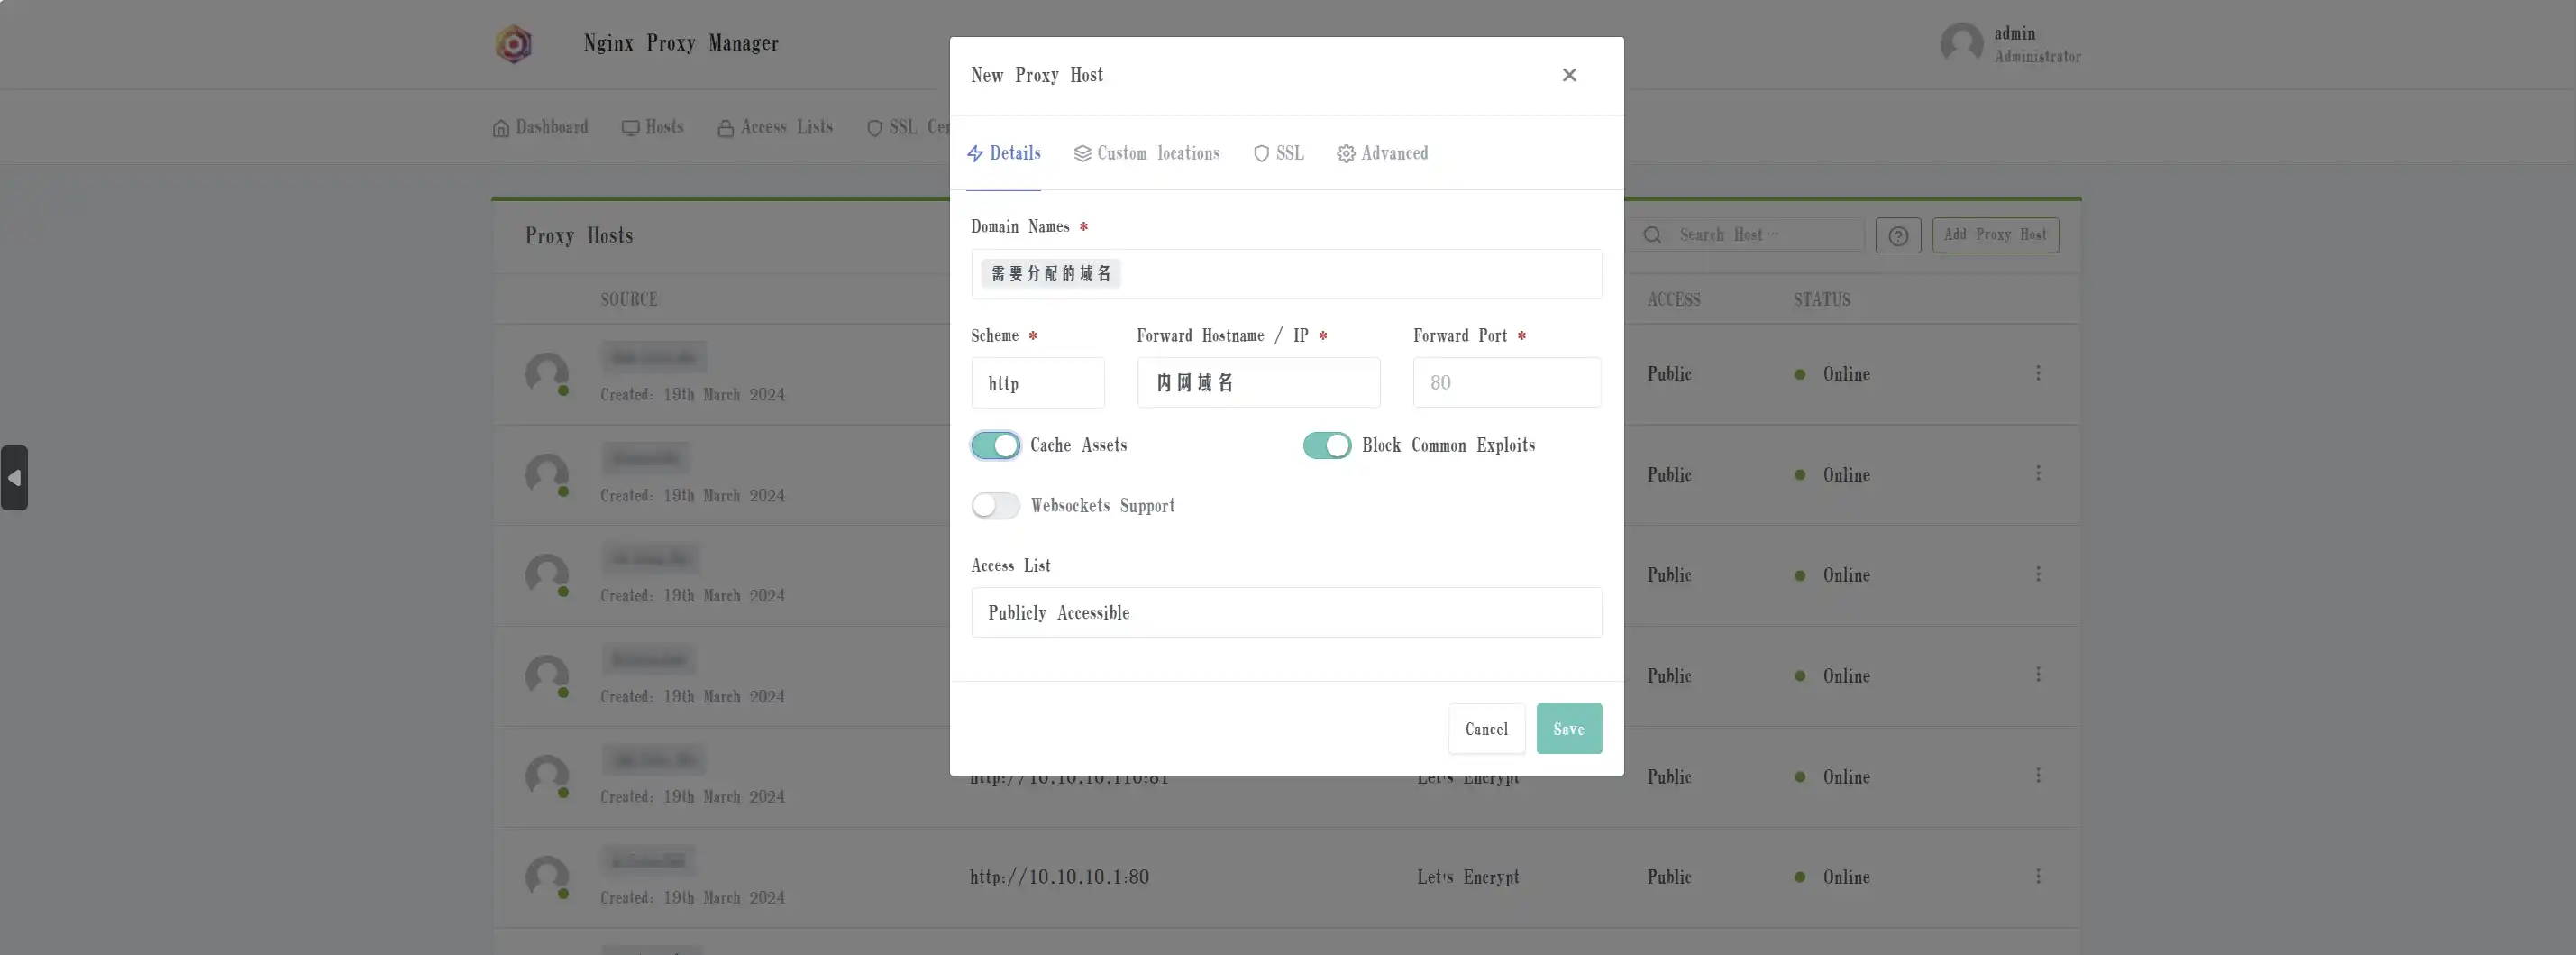 Nginx Proxy Manager
admin
Administrator
Dashboard Hosts Access Lists SSL Cer
Proxy Hosts
Search Host…
Add Proxy Host
SOURCE ACCESS STATUS
Created: 19th March 2024 Public Online
Created: 19th March 2024 Public Online
Created: 19th March 2024 Public Online
Created: 19th March 2024 Public Online
Created: 19th March 2024 http://10.10.10.110:81 Let's Encrypt Public Online
Created: 19th March 2024 http://10.10.10.1:80 Let's Encrypt Public Online
New Proxy Host
Details Custom locations SSL Advanced
Domain Names *
需要分配的域名
Scheme * Forward Hostname / IP * Forward Port *
http 内网域名 80
Cache Assets Block Common Exploits
Websockets Support
Access List
Publicly Accessible
Cancel Save